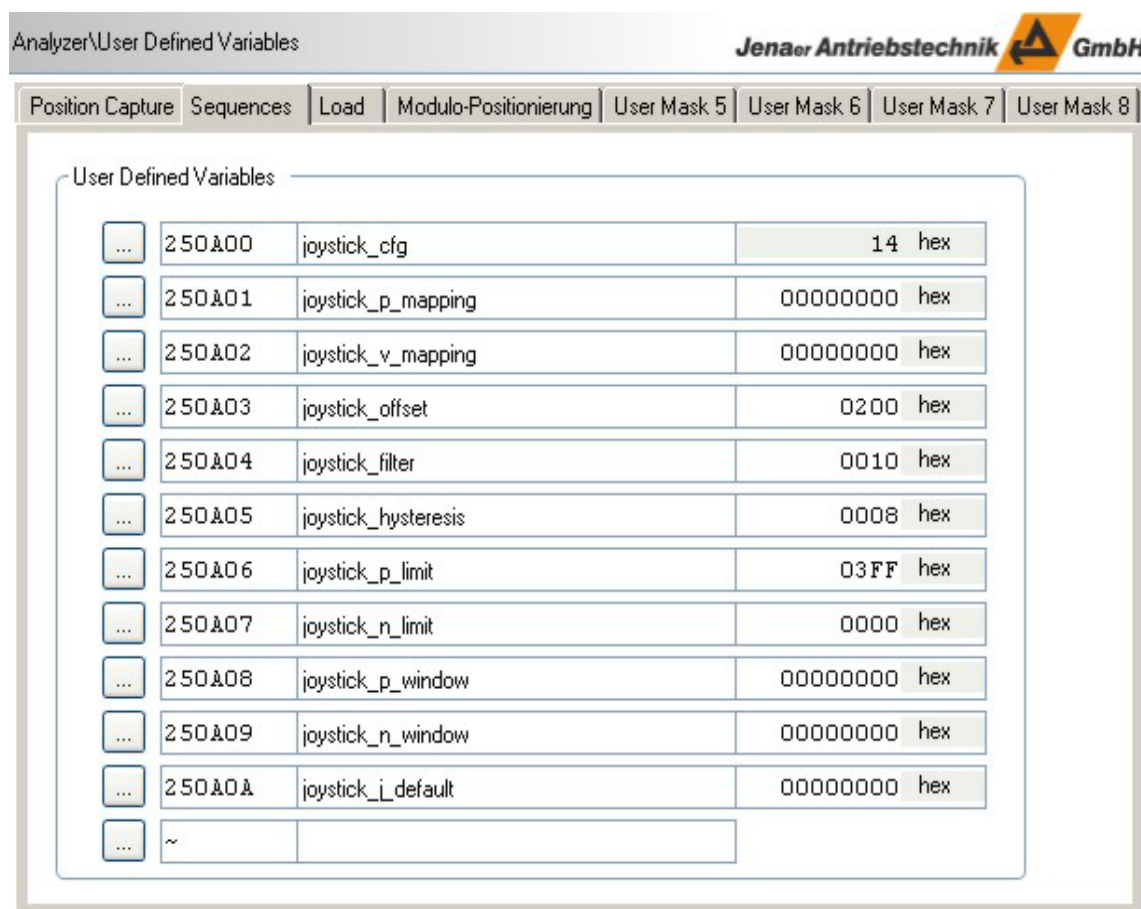 Analyzer\User Defined Variables
Jenaer Antriebstechnik GmbH
Position Capture Sequences Load Modulo-Positionierung User Mask 5 User Mask 6 User Mask 7 User Mask 8
User Defined Variables
... 250A00 joystick_cfg 14 hex
... 250A01 joystick_p_mapping 00000000 hex
... 250A02 joystick_v_mapping 00000000 hex
... 250A03 joystick_offset 0200 hex
... 250A04 joystick_filter 0010 hex
... 250A05 joystick_hysteresis 0008 hex
... 250A06 joystick_p_limit 03FF hex
... 250A07 joystick_n_limit 0000 hex
... 250A08 joystick_p_window 00000000 hex
... 250A09 joystick_n_window 00000000 hex
... 250A0A joystick_j_default 00000000 hex
... ~